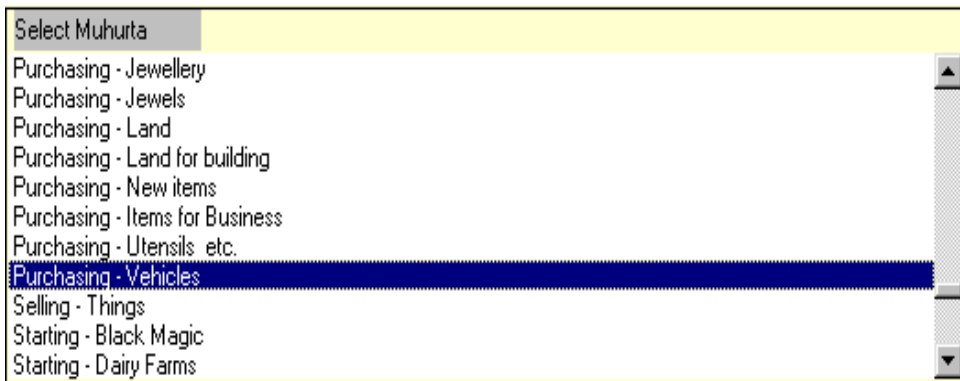 Select Muhurta
Purchasing - Jewellery
Purchasing - Jewels
Purchasing - Land
Purchasing - Land for building
Purchasing - New items
Purchasing - Items for Business
Purchasing - Utensils  etc.
Purchasing - Vehicles
Selling - Things
Starting - Black Magic
Starting - Dairy Farms